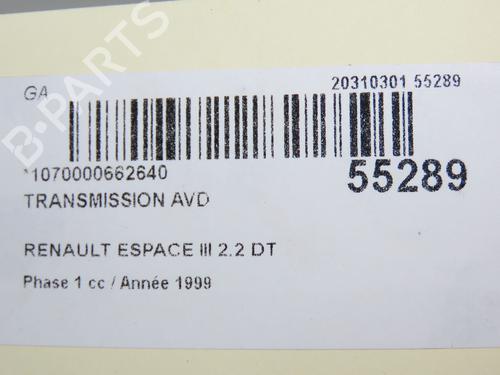 GA
20310301 55289
*1070000662640
55289
TRANSMISSION AVD
RENAULT ESPACE III 2.2 DT
Phase 1 cc / Année 1999
B-PARTS